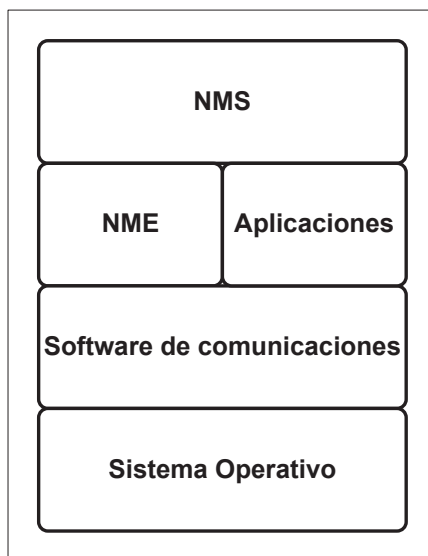 NMS
NME
Aplicaciones
Software de comunicaciones
Sistema Operativo